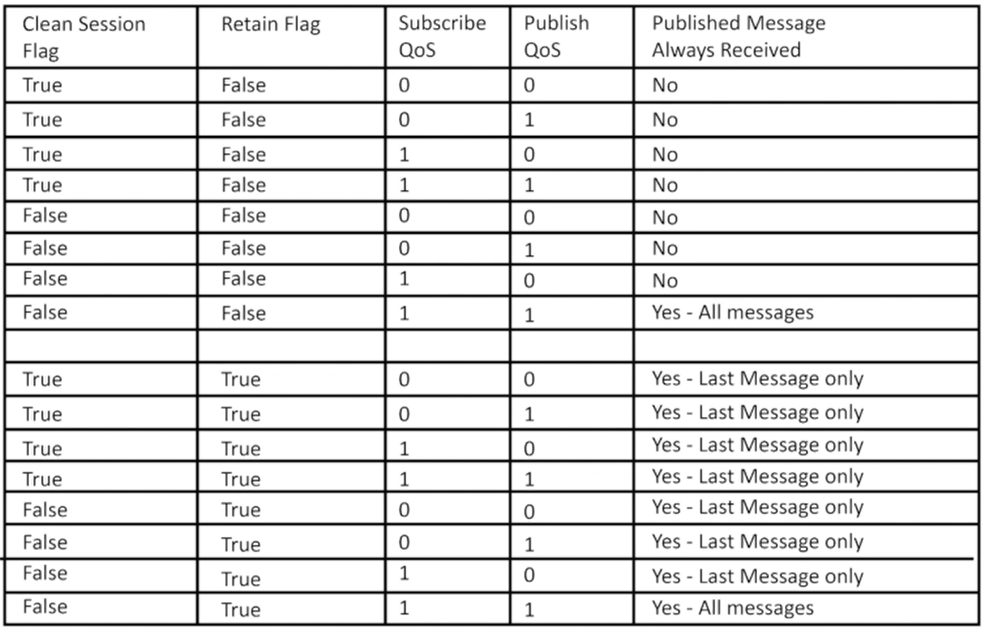 Clean Session Flag Retain Flag Subscribe QoS Publish QoS Published Message Always Received
True False 0 0 No
True False 0 1 No
True False 1 0 No
True False 1 1 No
False False 0 0 No
False False 0 1 No
False False 1 0 No
False False 1 1 Yes - All messages
True True 0 0 Yes - Last Message only
True True 0 1 Yes - Last Message only
True True 1 0 Yes - Last Message only
True True 1 1 Yes - Last Message only
False True 0 0 Yes - Last Message only
False True 0 1 Yes - Last Message only
False True 1 0 Yes - Last Message only
False True 1 1 Yes - All messages